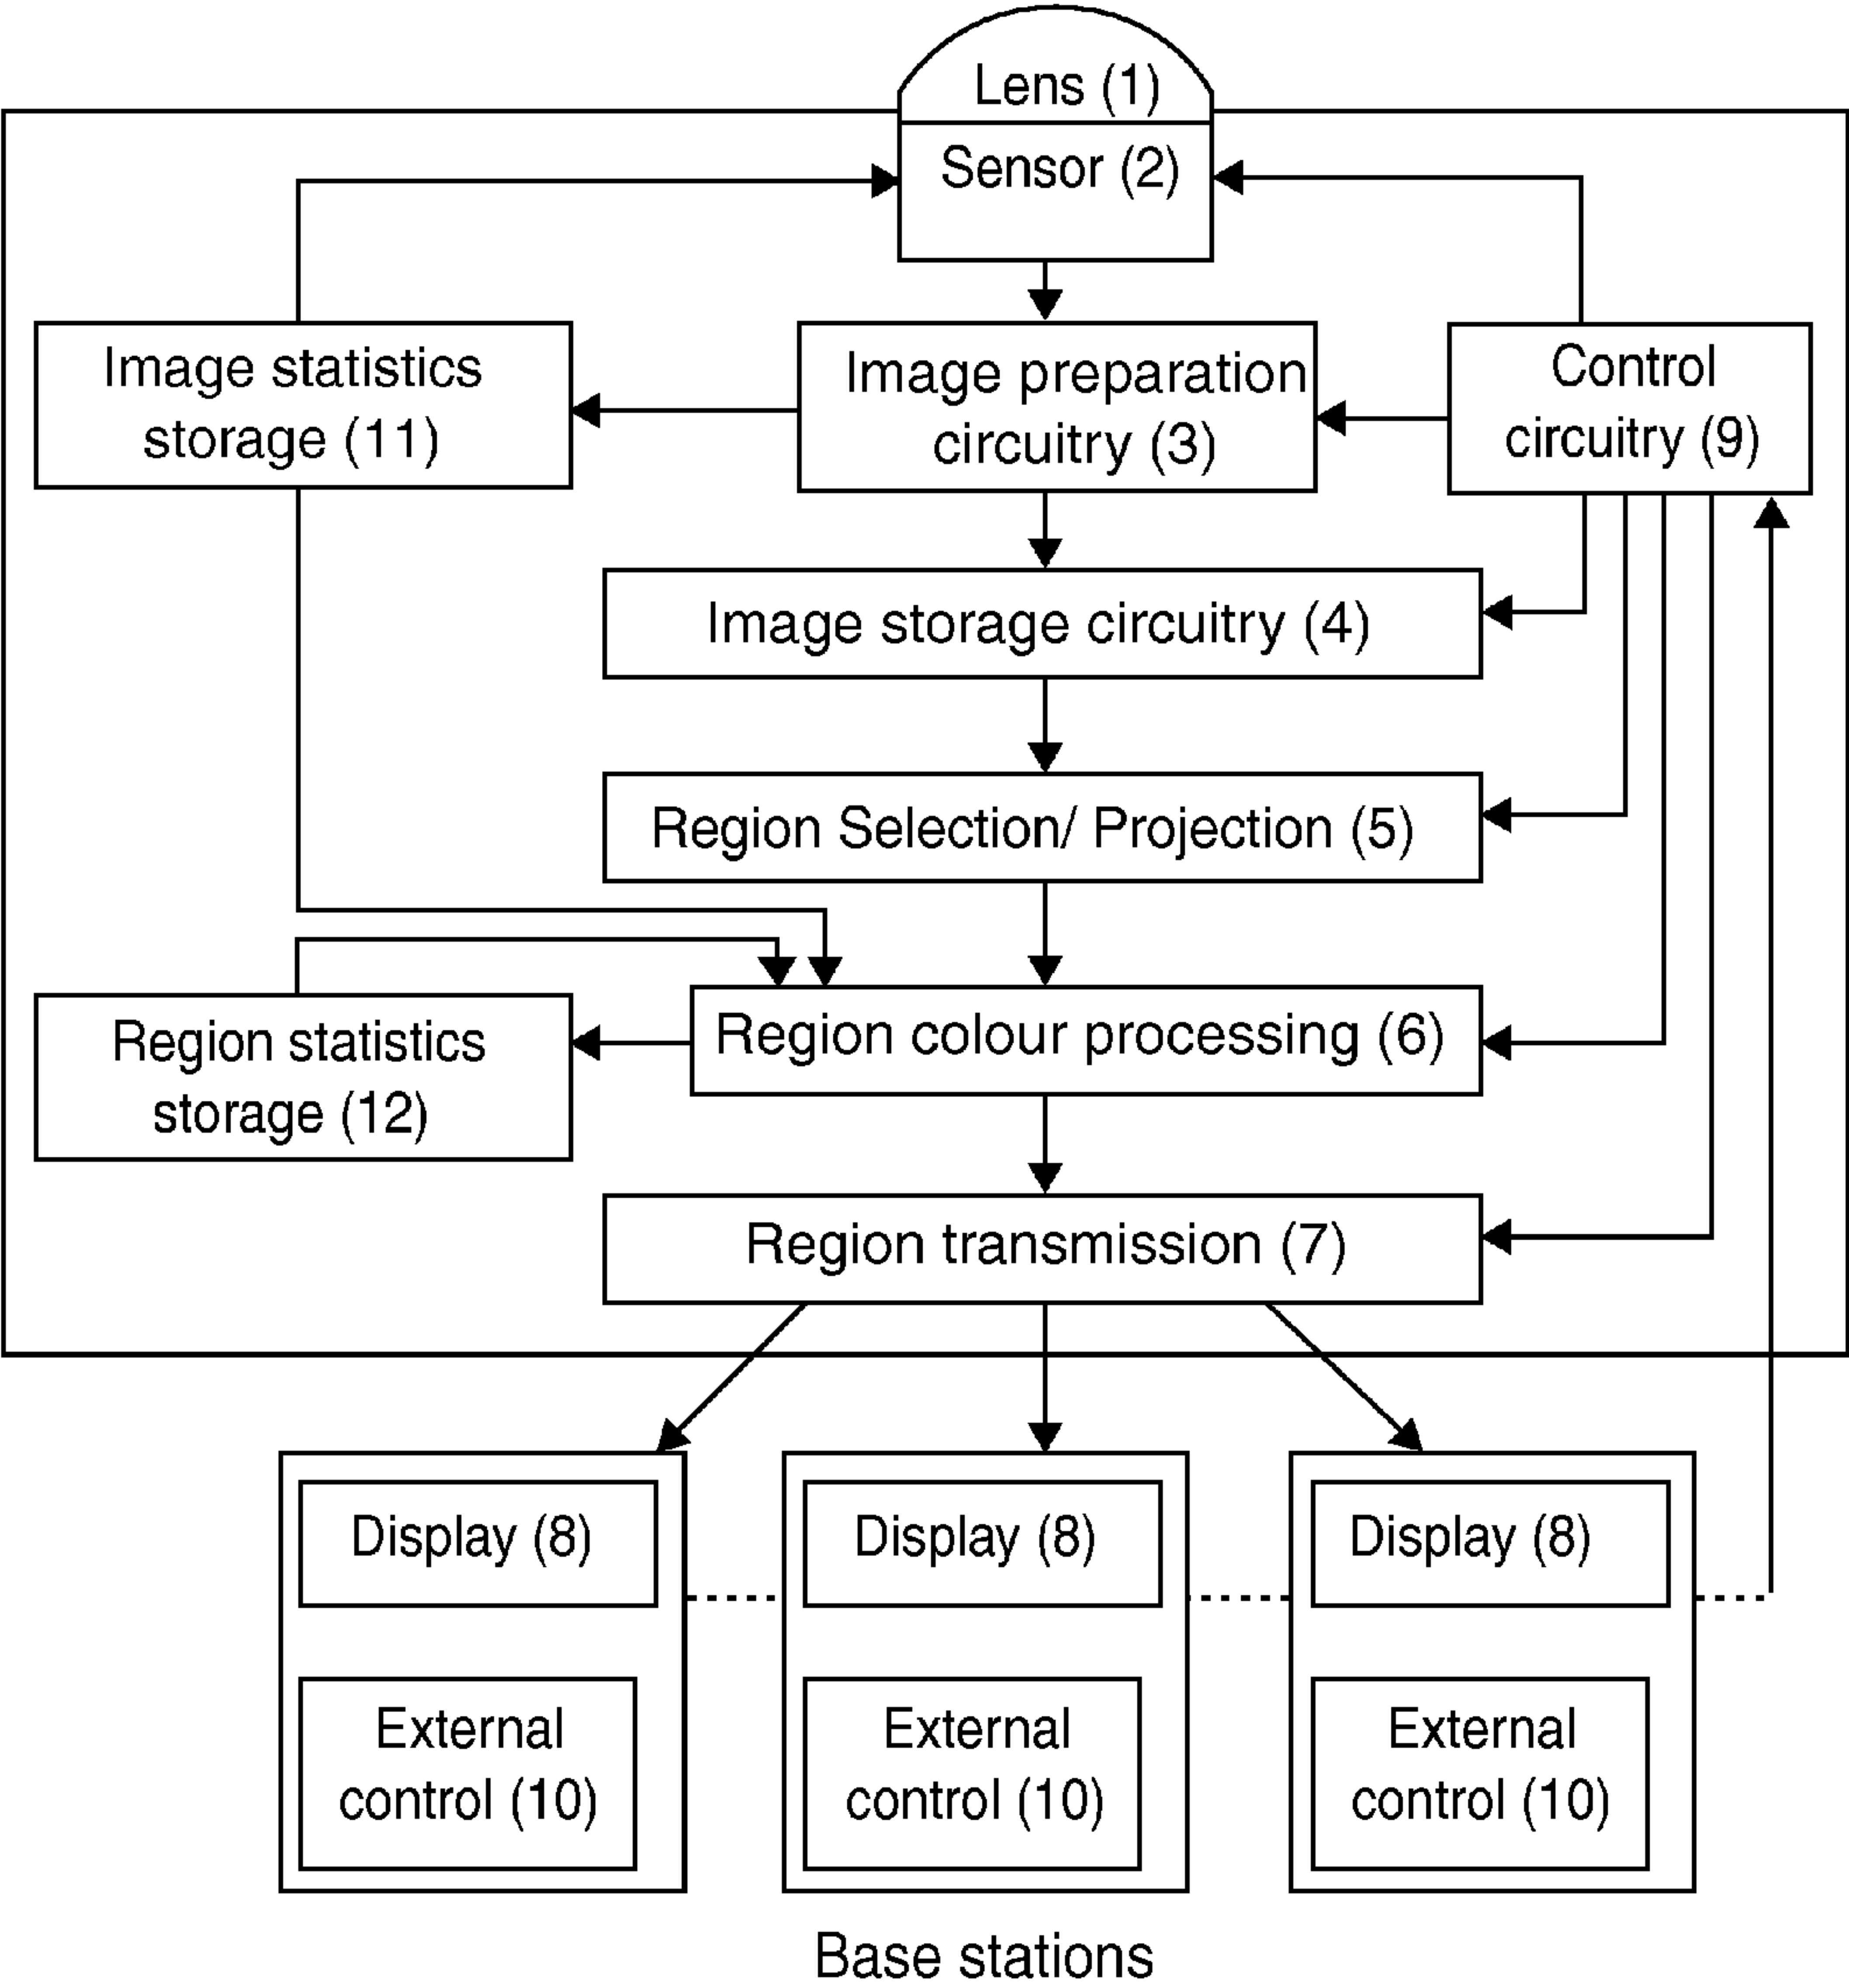 Lens (1)
Sensor (2)
Image statistics
storage (11)
Image preparation
circuitry (3)
Control
circuitry (9)
Image storage circuitry (4)
Region Selection/ Projection (5)
Region colour processing (6)
Region statistics
storage (12)
Region transmission (7)
Display (8)
External
control (10)
Display (8)
External
control (10)
Display (8)
External
control (10)
Base stations